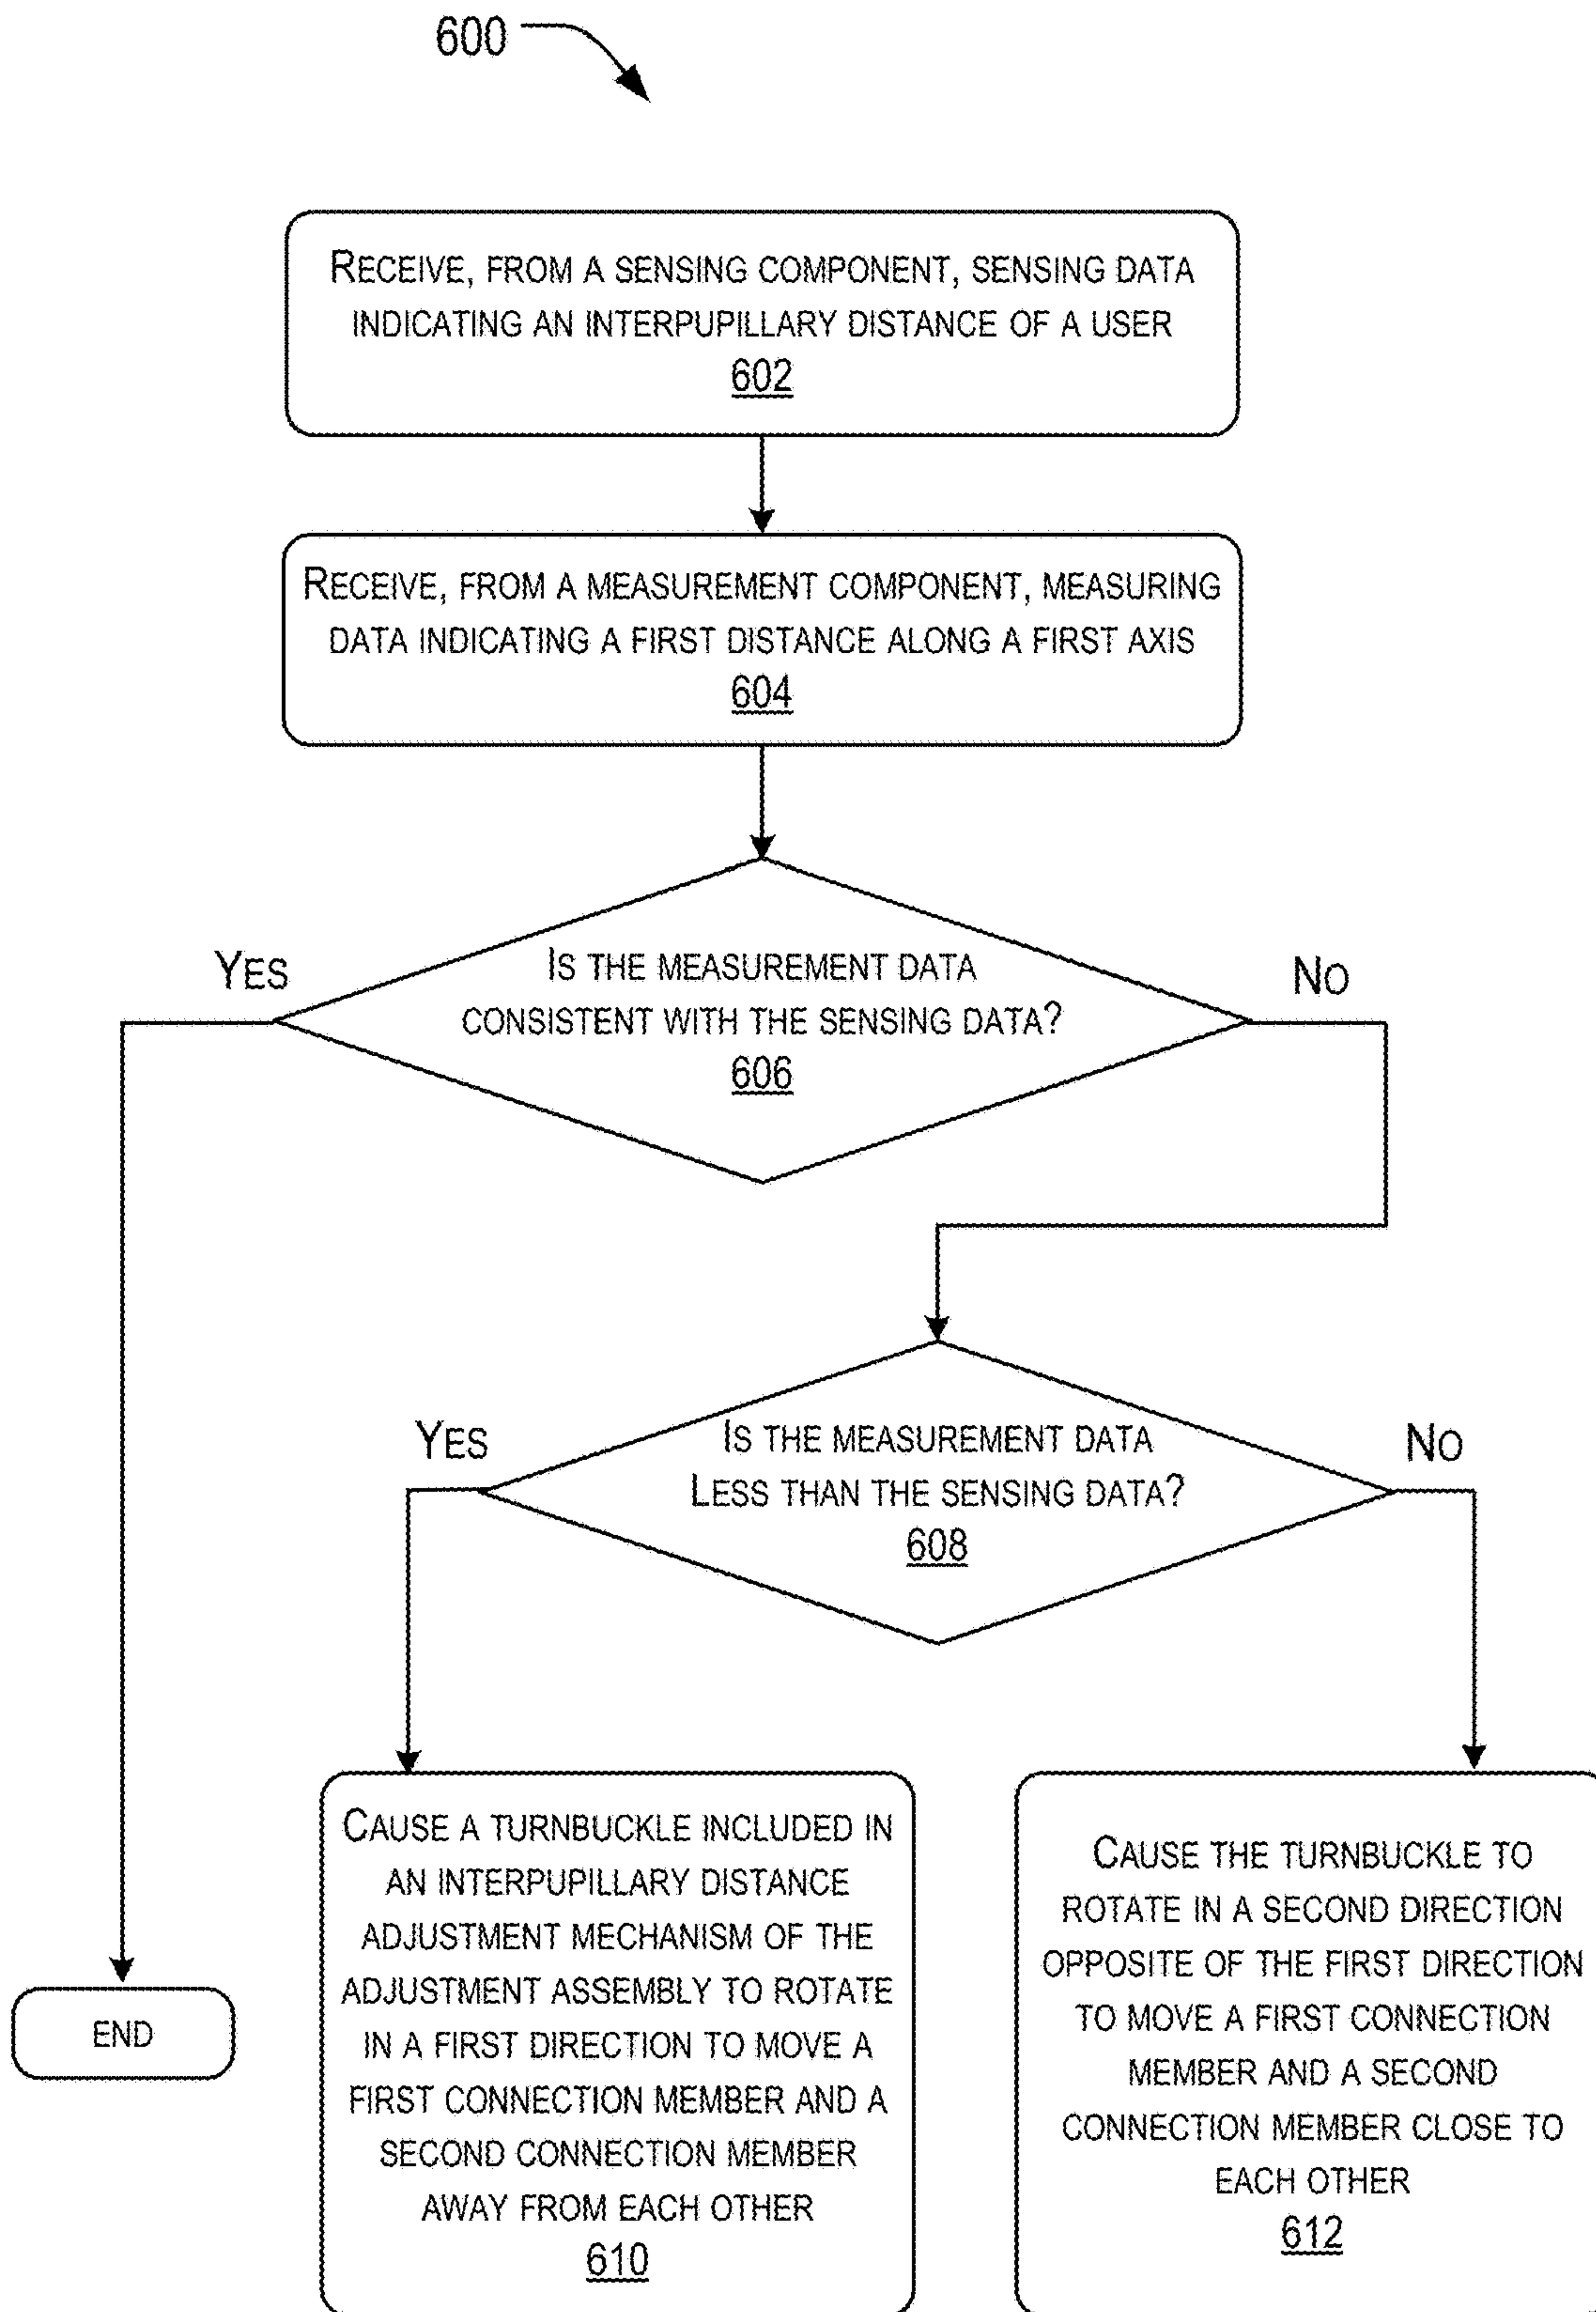 600
RECEIVE, FROM A SENSING COMPONENT, SENSING DATA
INDICATING AN INTERPUPILLARY DISTANCE OF A USER
602
RECEIVE, FROM A MEASUREMENT COMPONENT, MEASURING
DATA INDICATING A FIRST DISTANCE ALONG A FIRST AXIS
604
YES
IS THE MEASUREMENT DATA
CONSISTENT WITH THE SENSING DATA?
606
NO
YES
IS THE MEASUREMENT DATA
LESS THAN THE SENSING DATA?
608
NO
END
CAUSE A TURNBUCKLE INCLUDED IN
AN INTERPUPILLARY DISTANCE
ADJUSTMENT MECHANISM OF THE
ADJUSTMENT ASSEMBLY TO ROTATE
IN A FIRST DIRECTION TO MOVE A
FIRST CONNECTION MEMBER AND A
SECOND CONNECTION MEMBER
AWAY FROM EACH OTHER
610
CAUSE THE TURNBUCKLE TO
ROTATE IN A SECOND DIRECTION
OPPOSITE OF THE FIRST DIRECTION
TO MOVE A FIRST CONNECTION
MEMBER AND A SECOND
CONNECTION MEMBER CLOSE TO
EACH OTHER
612